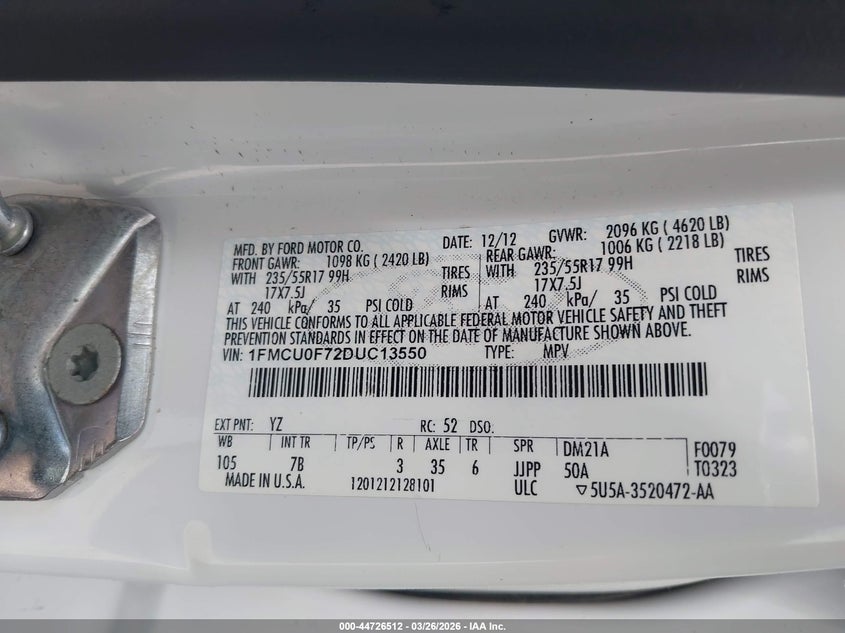 MFD. BY FORD MOTOR CO. DATE: 12/12 GVWR: 2096 KG ( 4620 LB)
FRONT GAWR: 1098 KG ( 2420 LB) REAR GAWR: 1006 KG ( 2218 LB)
WITH 235/55R17 99H TIRES WITH 235/55R17 99H TIRES
17X7.5J RIMS 17X7.5J RIMS
AT 240 kPa/ 35 PSI COLD AT 240 kPa/ 35 PSI COLD
THIS VEHICLE CONFORMS TO ALL APPLICABLE FEDERAL MOTOR VEHICLE SAFETY AND THEFT
PREVENTION STANDARDS IN EFFECT ON THE DATE OF MANUFACTURE SHOWN ABOVE.
VIN: 1FMCU0F72DUC13550 TYPE: MPV
EXT PNT: YZ RC: 52 DSO:
WB INT TR TP/PS R AXLE TR SPR DM21A F0079
105 7B 3 35 6 JJPP 50A T0323
MADE IN U.S.A. 1201212128101 ULC ▽5U5A-3520472-AA
000-44726512 - 03/26/2026 - IAA Inc.